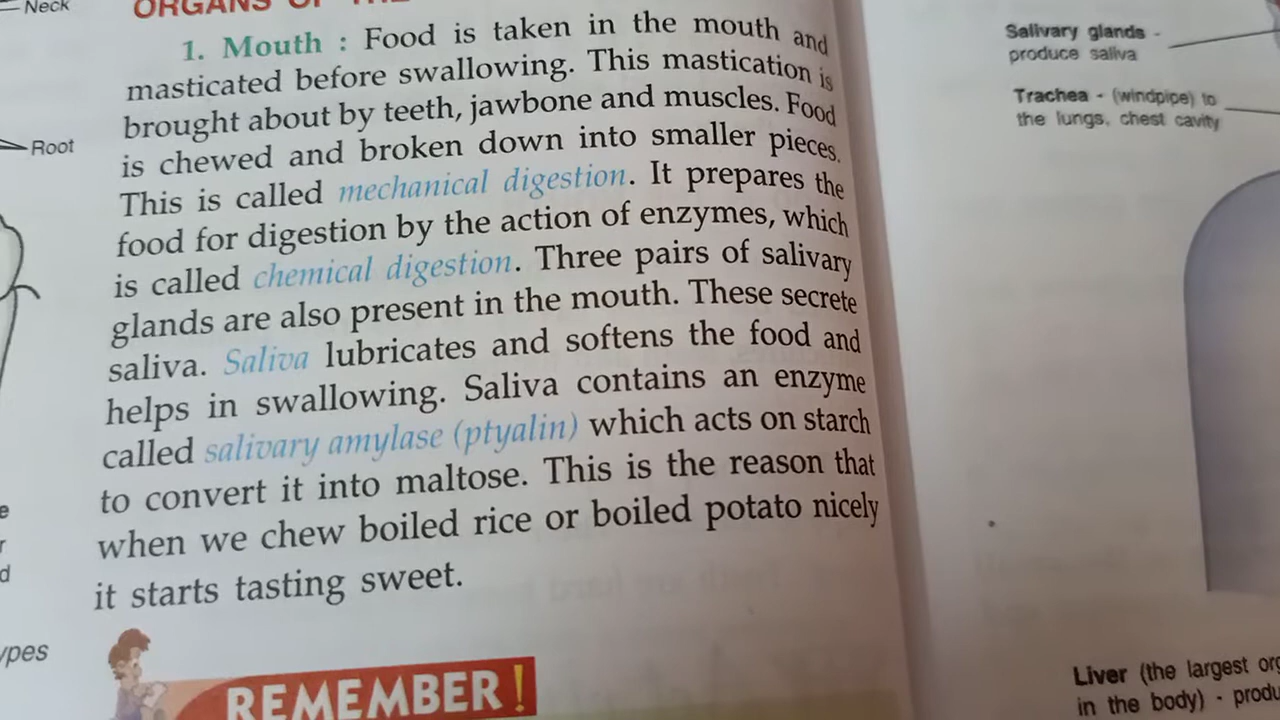 Neck
Root
e
r
d
ypes
ORGANS OF THE
1. Mouth : Food is taken in the mouth and
masticated before swallowing. This mastication is
brought about by teeth, jawbone and muscles. Food
is chewed and broken down into smaller pieces.
This is called mechanical digestion. It prepares the
food for digestion by the action of enzymes, which
is called chemical digestion. Three pairs of salivary
glands are also present in the mouth. These secrete
saliva. Saliva lubricates and softens the food and
helps in swallowing. Saliva contains an enzyme
called salivary amylase (ptyalin) which acts on starch
to convert it into maltose. This is the reason that
when we chew boiled rice or boiled potato nicely
it starts tasting sweet.
REMEMBER!
Salivary glands -
produce saliva
Trachea - (windpipe) to
the lungs, chest cavity
Liver (the largest org
in the body) - produ